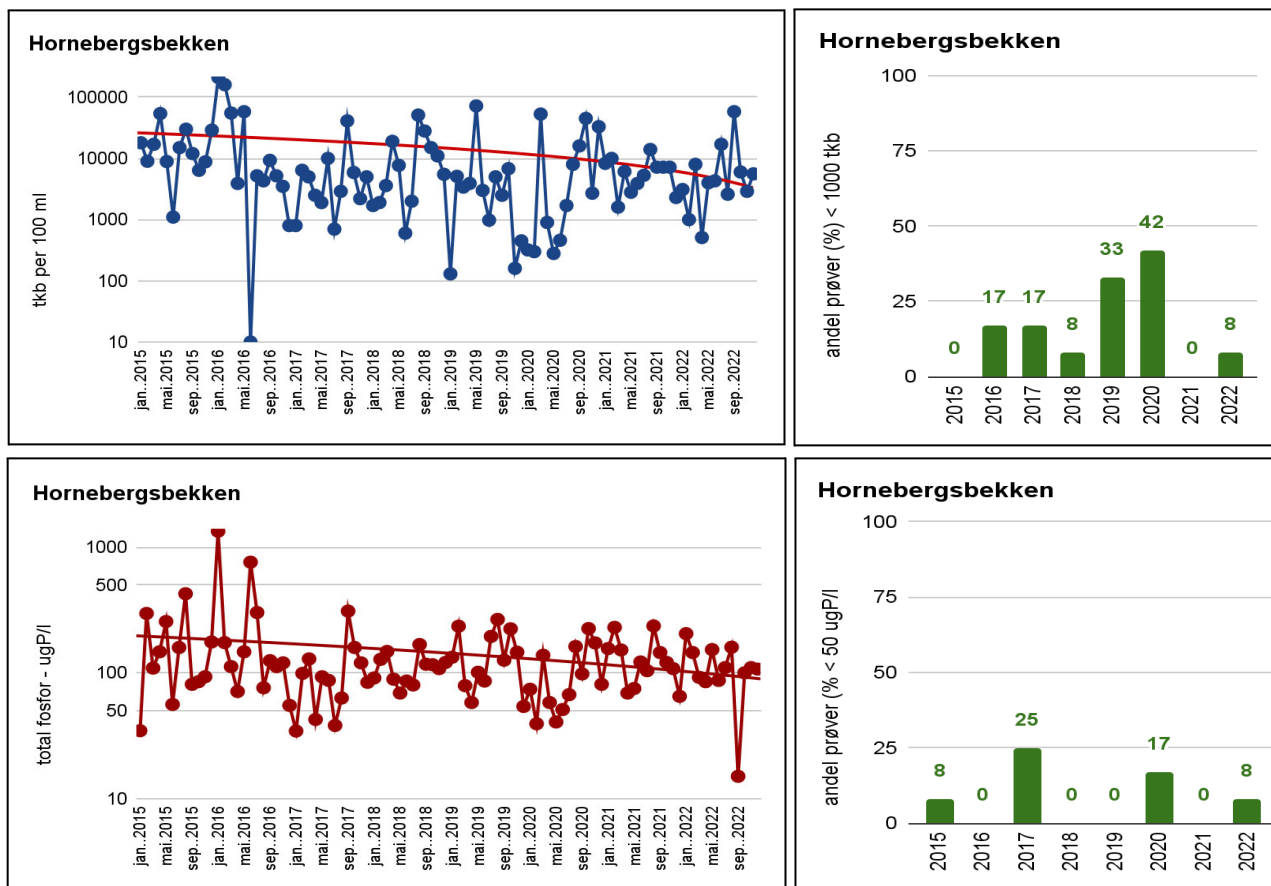 Hornebergsbekken
tkb per 100 ml
100000
10000
1000
100
10
jan..2015
mai.2015
sep..2015
jan..2016
mai.2016
sep..2016
jan..2017
mai.2017
sep..2017
jan..2018
mai.2018
sep..2018
jan..2019
mai.2019
sep..2019
jan..2020
mai.2020
sep..2020
jan..2021
mai.2021
sep..2021
jan..2022
mai.2022
sep..2022
Hornebergsbekken
andel prøver (%) < 1000 tkb
100
75
50
25
0
0
17
17
8
33
42
0
8
2015
2016
2017
2018
2019
2020
2021
2022
Hornebergsbekken
total fosfor - ugP/l
1000
500
100
50
10
jan..2015
mai.2015
sep..2015
jan..2016
mai.2016
sep..2016
jan..2017
mai.2017
sep..2017
jan..2018
mai.2018
sep..2018
jan..2019
mai.2019
sep..2019
jan..2020
mai.2020
sep..2020
jan..2021
mai.2021
sep..2021
jan..2022
mai.2022
sep..2022
Hornebergsbekken
andel prøver (% < 50 ugP/l
100
75
50
25
0
8
0
25
0
0
17
0
8
2015
2016
2017
2018
2019
2020
2021
2022